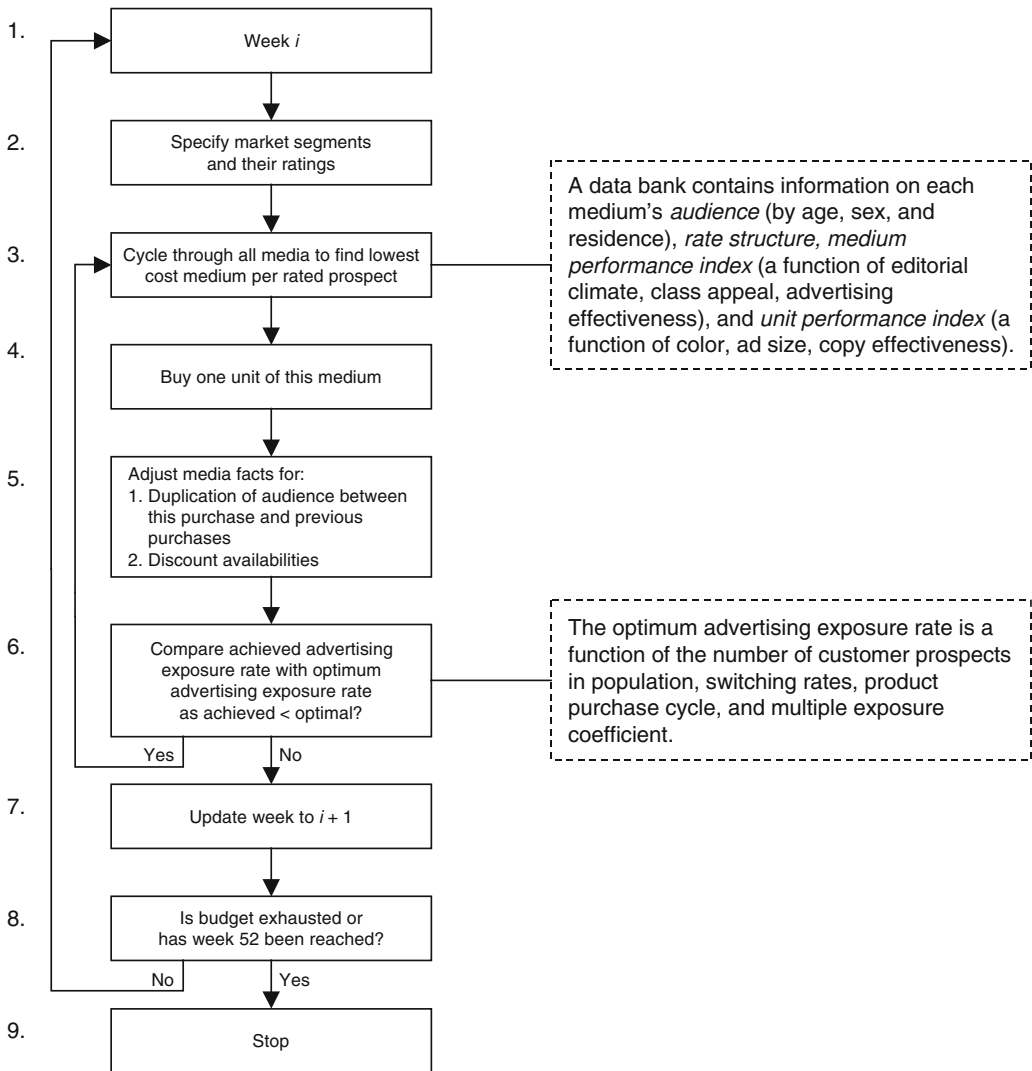 1.
Week i
2.
Specify market segments
and their ratings
3.
Cycle through all media to find lowest
cost medium per rated prospect
A data bank contains information on each
medium's audience (by age, sex, and
residence), rate structure, medium
performance index (a function of editorial
climate, class appeal, advertising
effectiveness), and unit performance index (a
function of color, ad size, copy effectiveness).
4.
Buy one unit of this medium
5.
Adjust media facts for:
1. Duplication of audience between
this purchase and previous
purchases
2. Discount availabilities
6.
Compare achieved advertising
exposure rate with optimum
advertising exposure rate
as achieved < optimal?
The optimum advertising exposure rate is a
function of the number of customer prospects
in population, switching rates, product
purchase cycle, and multiple exposure
coefficient.
Yes
No
7.
Update week to i + 1
8.
Is budget exhausted or
has week 52 been reached?
No
Yes
9.
Stop